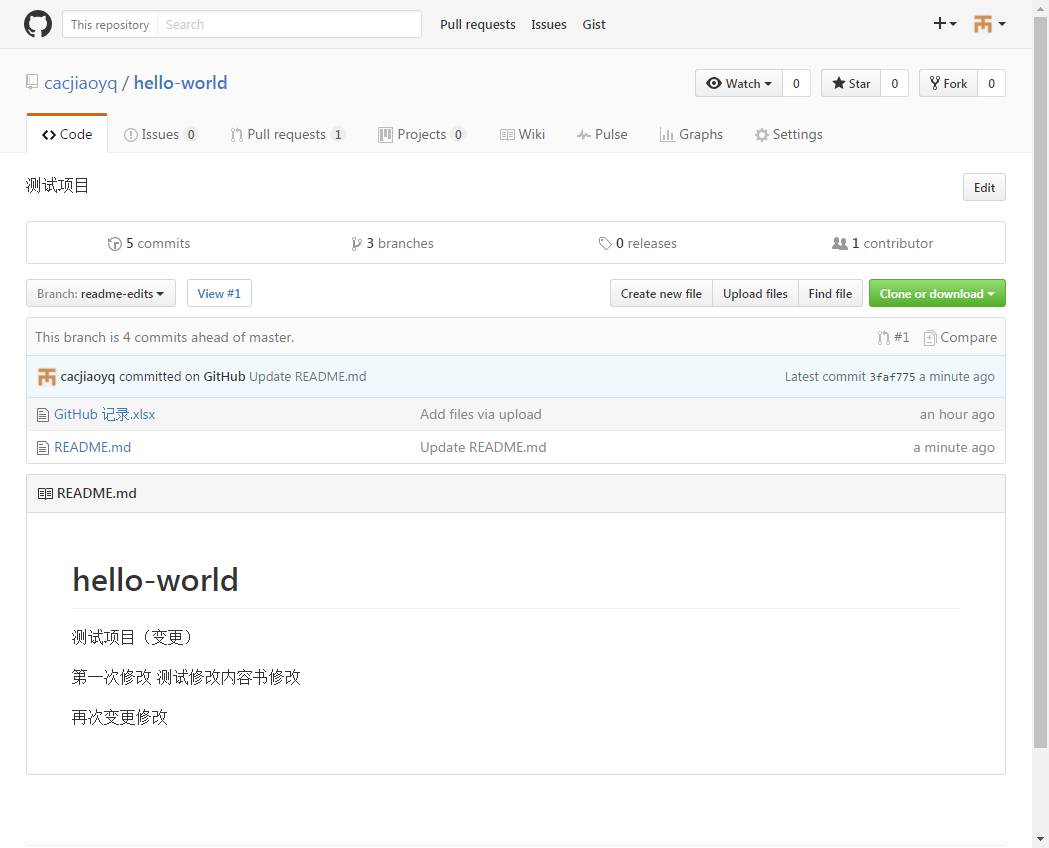 This repository Search Pull requests Issues Gist
cacjiaoyq / hello-world Watch 0 Star 0 Fork 0
Code Issues 0 Pull requests 1 Projects 0 Wiki Pulse Graphs Settings
测试项目 Edit
5 commits 3 branches 0 releases 1 contributor
Branch: readme-edits View #1 Create new file Upload files Find file Clone or download
This branch is 4 commits ahead of master. #1 Compare
cacjiaoyq committed on GitHub Update README.md Latest commit 3faf775 a minute ago
GitHub 记录.xlsx Add files via upload an hour ago
README.md Update README.md a minute ago
README.md
hello-world
测试项目（变更）
第一次修改 测试修改内容书修改
再次变更修改